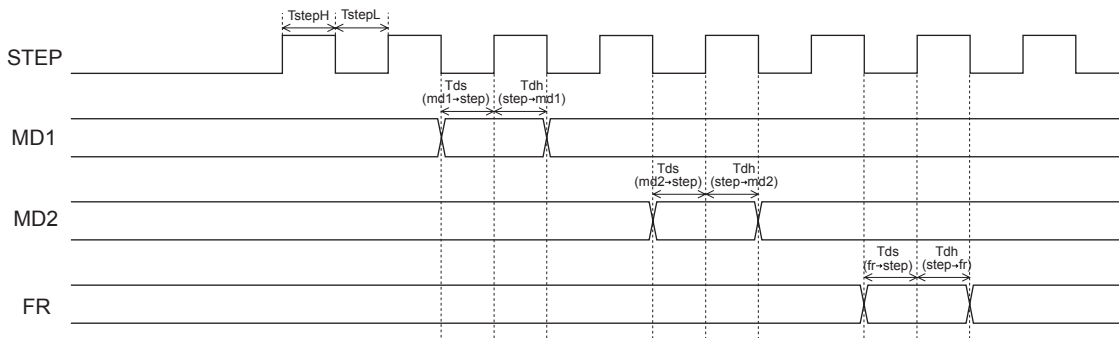 TstepH TstepL
STEP
Tds Tdh
(md1→step) (step→md1)
MD1
Tds Tdh
(md2→step) (step→md2)
MD2
Tds Tdh
(fr→step) (step→fr)
FR